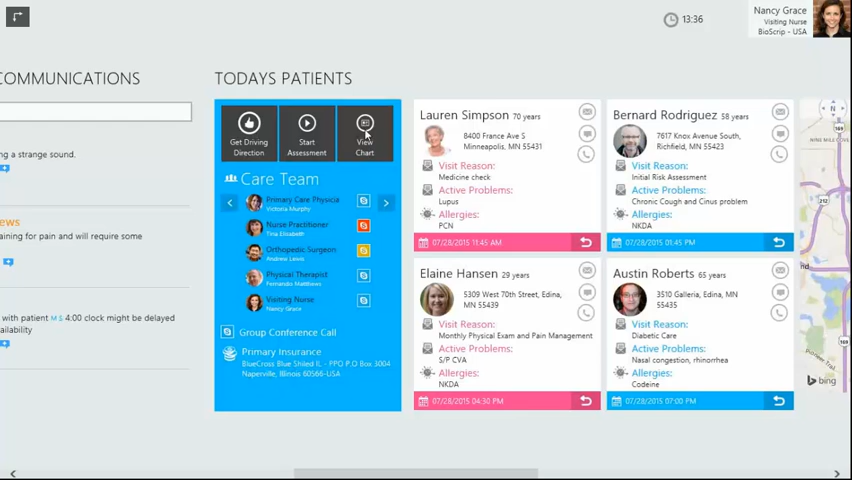 13:36
Nancy Grace
Visiting Nurse
BioScrip - USA
COMMUNICATIONS
ng a strange sound.
ews
aining for pain and will require some
with patient M S 4:00 clock might be delayed
ailability
TODAYS PATIENTS
Get Driving
Direction
Start
Assessment
View
Chart
Care Team
Primary Care Physicia
Victoria Murphy
Nurse Practitioner
Tina Elizabeth
Orthopedic Surgeon
Andrew Lewis
Physical Therapist
Fernando Matthews
Visiting Nurse
Nancy Grace
Group Conference Call
Primary Insurance
BlueCross Blue Shiled IL - PPO P.O Box 3004
Naperville, Illinois 60566-USA
Lauren Simpson 70 years
8400 France Ave S
Minneapolis, MN 55431
Visit Reason:
Medicine check
Active Problems:
Lupus
Allergies:
PCN
07/28/2015 11:45 AM
Bernard Rodriguez 58 years
7617 Knox Avenue South,
Richfield, MN 55423
Visit Reason:
Initial Risk Assessment
Active Problems:
Chronic Cough and Cinus problem
Allergies:
NKDA
07/28/2015 01:45 PM
Elaine Hansen 29 years
5309 West 70th Street, Edina,
MN 55439
Visit Reason:
Monthly Physical Exam and Pain Management
Active Problems:
S/P CVA
Allergies:
NKDA
07/28/2015 04:30 PM
Austin Roberts 65 years
3510 Galleria, Edina, MN
55435
Visit Reason:
Diabetic Care
Active Problems:
Nasal congestion, rhinorrhea
Allergies:
Codeine
07/28/2015 07:00 PM
N
169
NINE MILE
212
nd
169
Pioneer Trail
bing